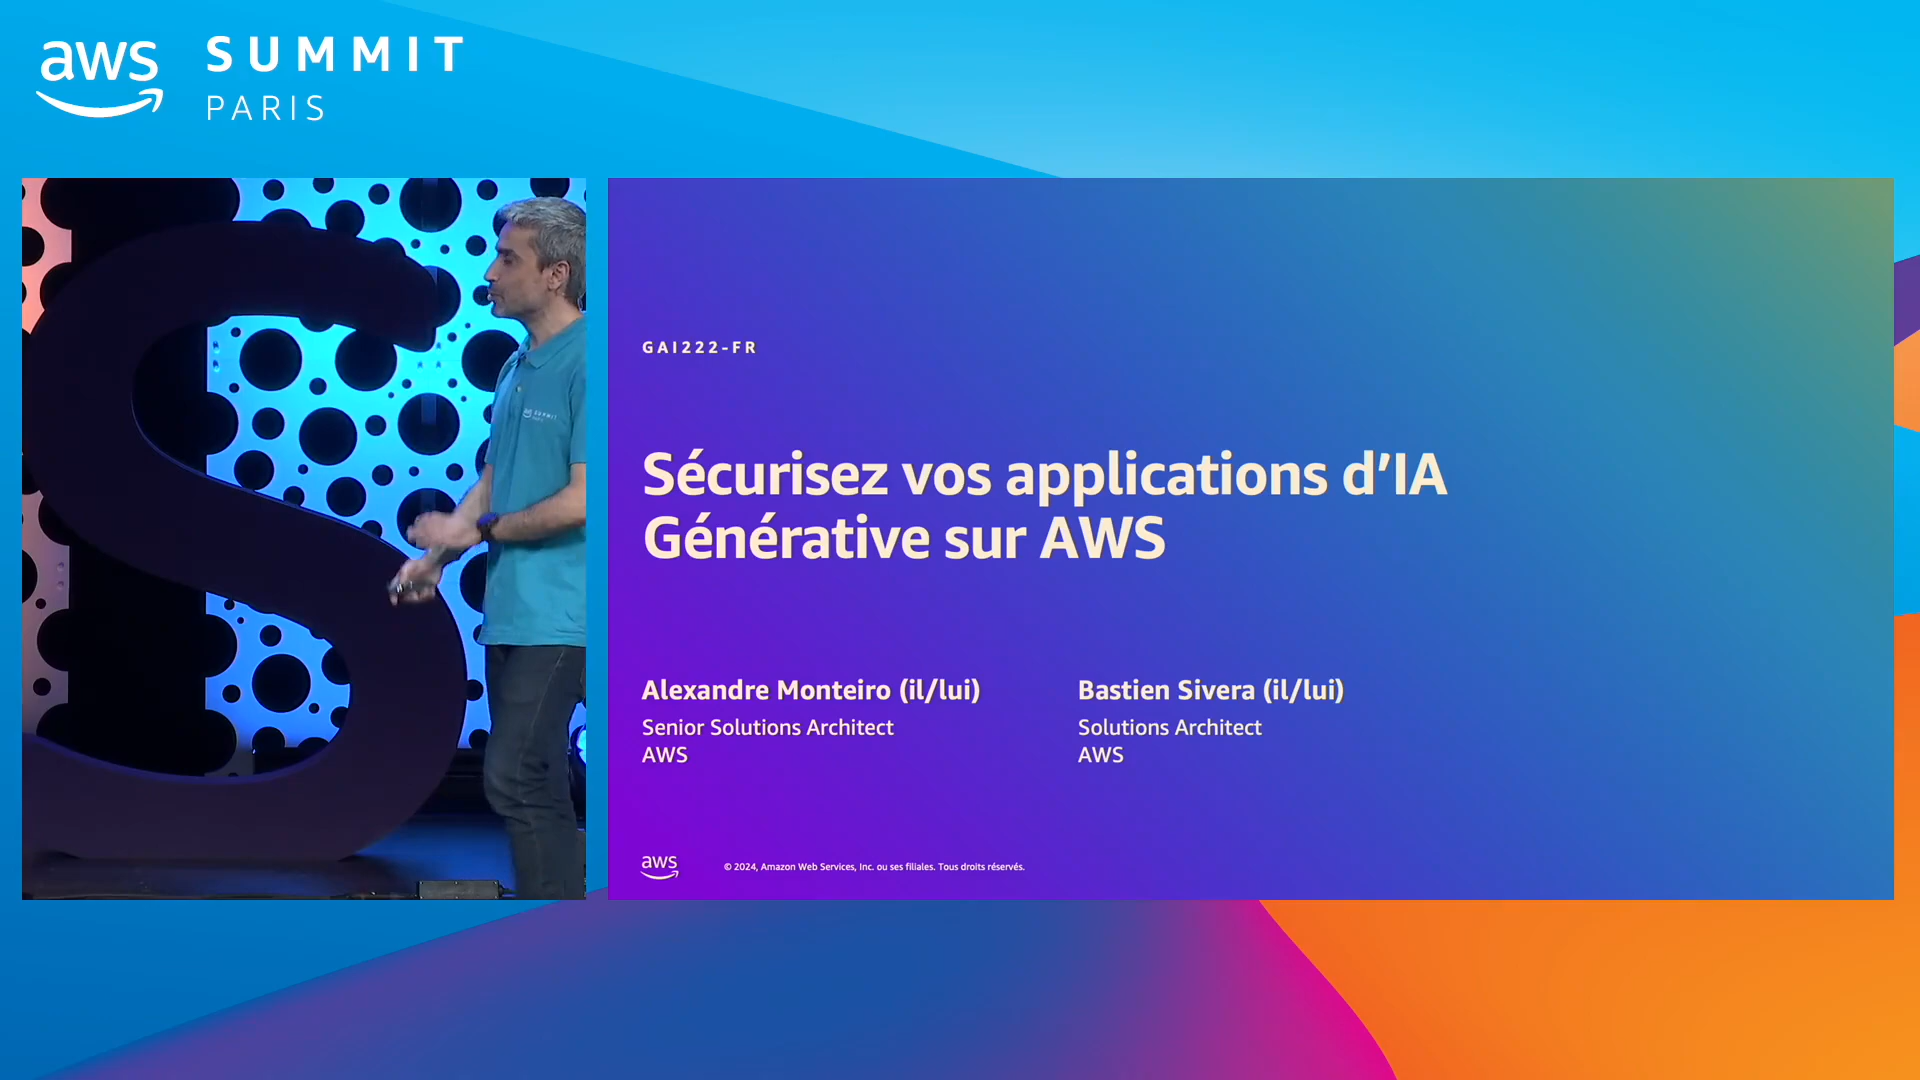 aws
SUMMIT
PARIS
GAI222-FR
Sécurisez vos applications d’IA
Générative sur AWS
Alexandre Monteiro (il/lui)
Senior Solutions Architect
AWS
Bastien Sivera (il/lui)
Solutions Architect
AWS
aws
© 2024, Amazon Web Services, Inc. ou ses filiales. Tous droits réservés.